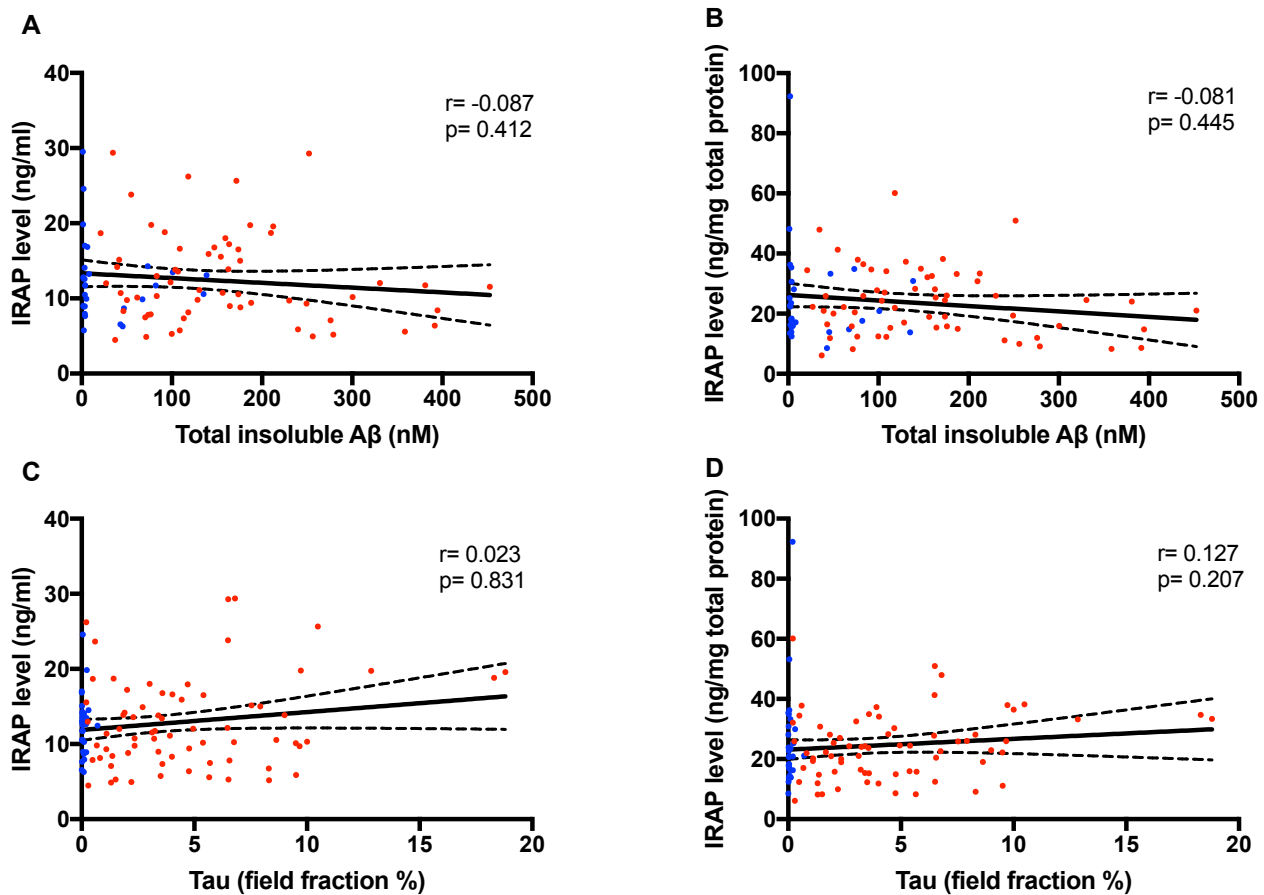 A
IRAP level (ng/ml)
40
30
20
10
0
r= -0.087
p= 0.412
0 100 200 300 400 500
Total insoluble Aβ (nM)
B
IRAP level (ng/mg total protein)
100
80
60
40
20
0
r= -0.081
p= 0.445
0 100 200 300 400 500
Total insoluble Aβ (nM)
C
IRAP level (ng/ml)
40
30
20
10
0
r= 0.023
p= 0.831
0 5 10 15 20
Tau (field fraction %)
D
IRAP level (ng/mg total protein)
100
80
60
40
20
0
r= 0.127
p= 0.207
0 5 10 15 20
Tau (field fraction %)